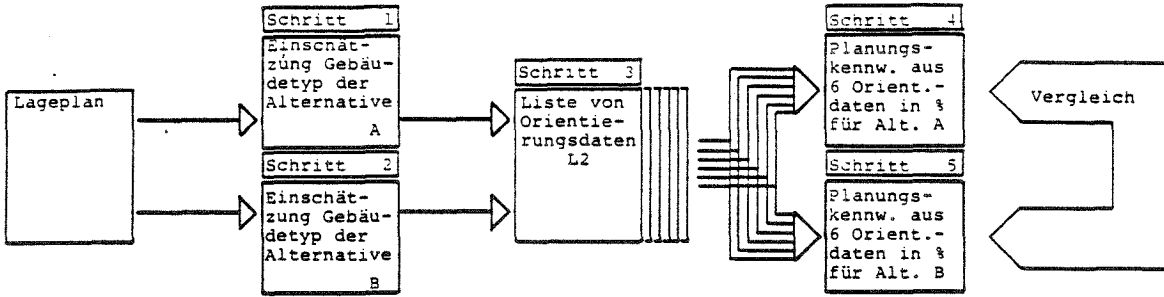 Lageplan
Schritt 1
Einschät-
zung Gebäu-
detyp der
Alternative
A
Schritt 2
Einschät-
zung Gebäu-
detyp der
Alternative
B
Schritt 3
Liste von
Orientie-
rungsdaten
L2
Schritt 4
Planungs-
kennw. aus
6 Orient.-
daten in %
für Alt. A
Schritt 5
Planungs-
kennw. aus
6 Orient.-
daten in %
für Alt. B
Vergleich